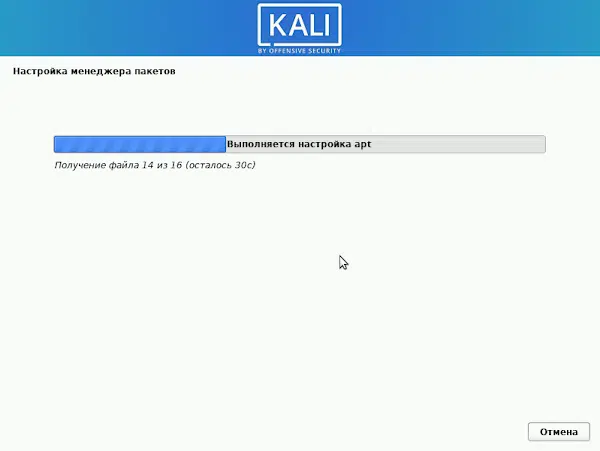 KALI
BY OFFENSIVE SECURITY
Настройка менеджера пакетов
Выполняется настройка apt
Получение файла 14 из 16 (осталось 30с)
Отмена